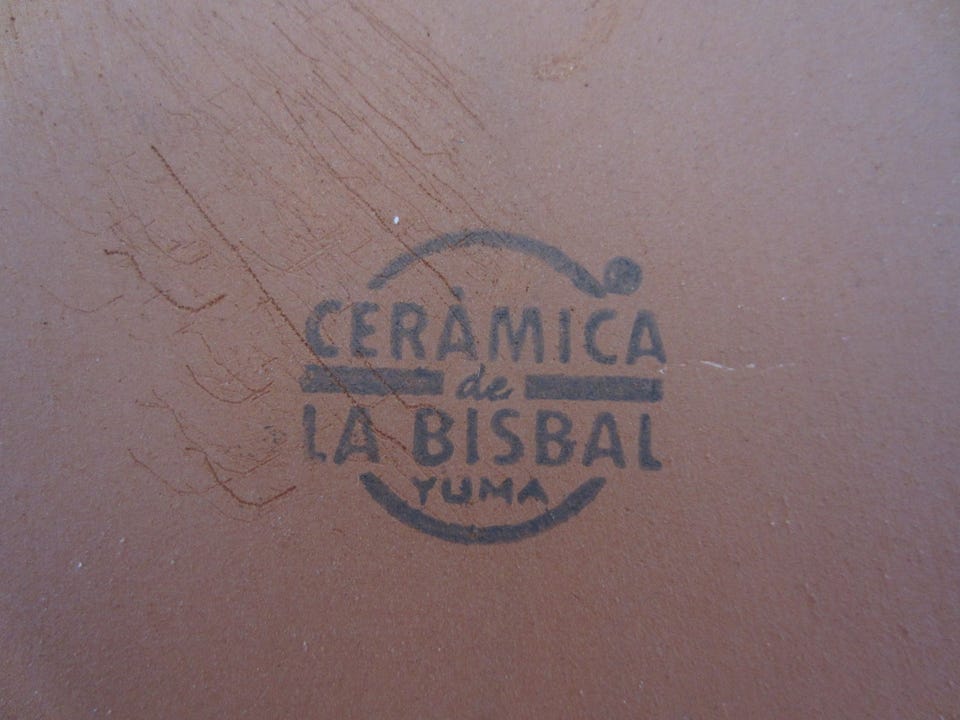 CERÀMICA
de
LA BISBAL
YUMA